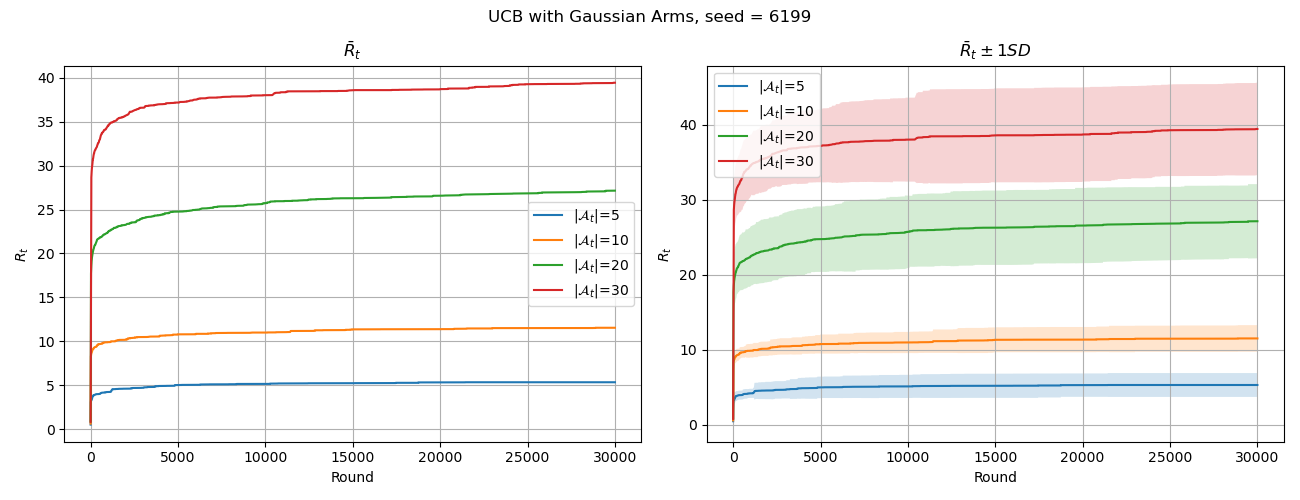 UCB with Gaussian Arms, seed = 6199
R̄ₜ
40
35
30
25
20
15
10
5
0
Rₜ
0 5000 10000 15000 20000 25000 30000
Round
|𝒜ₜ|=5
|𝒜ₜ|=10
|𝒜ₜ|=20
|𝒜ₜ|=30
R̄ₜ ± 1SD
40
30
20
10
0
Rₜ
0 5000 10000 15000 20000 25000 30000
Round
|𝒜ₜ|=5
|𝒜ₜ|=10
|𝒜ₜ|=20
|𝒜ₜ|=30